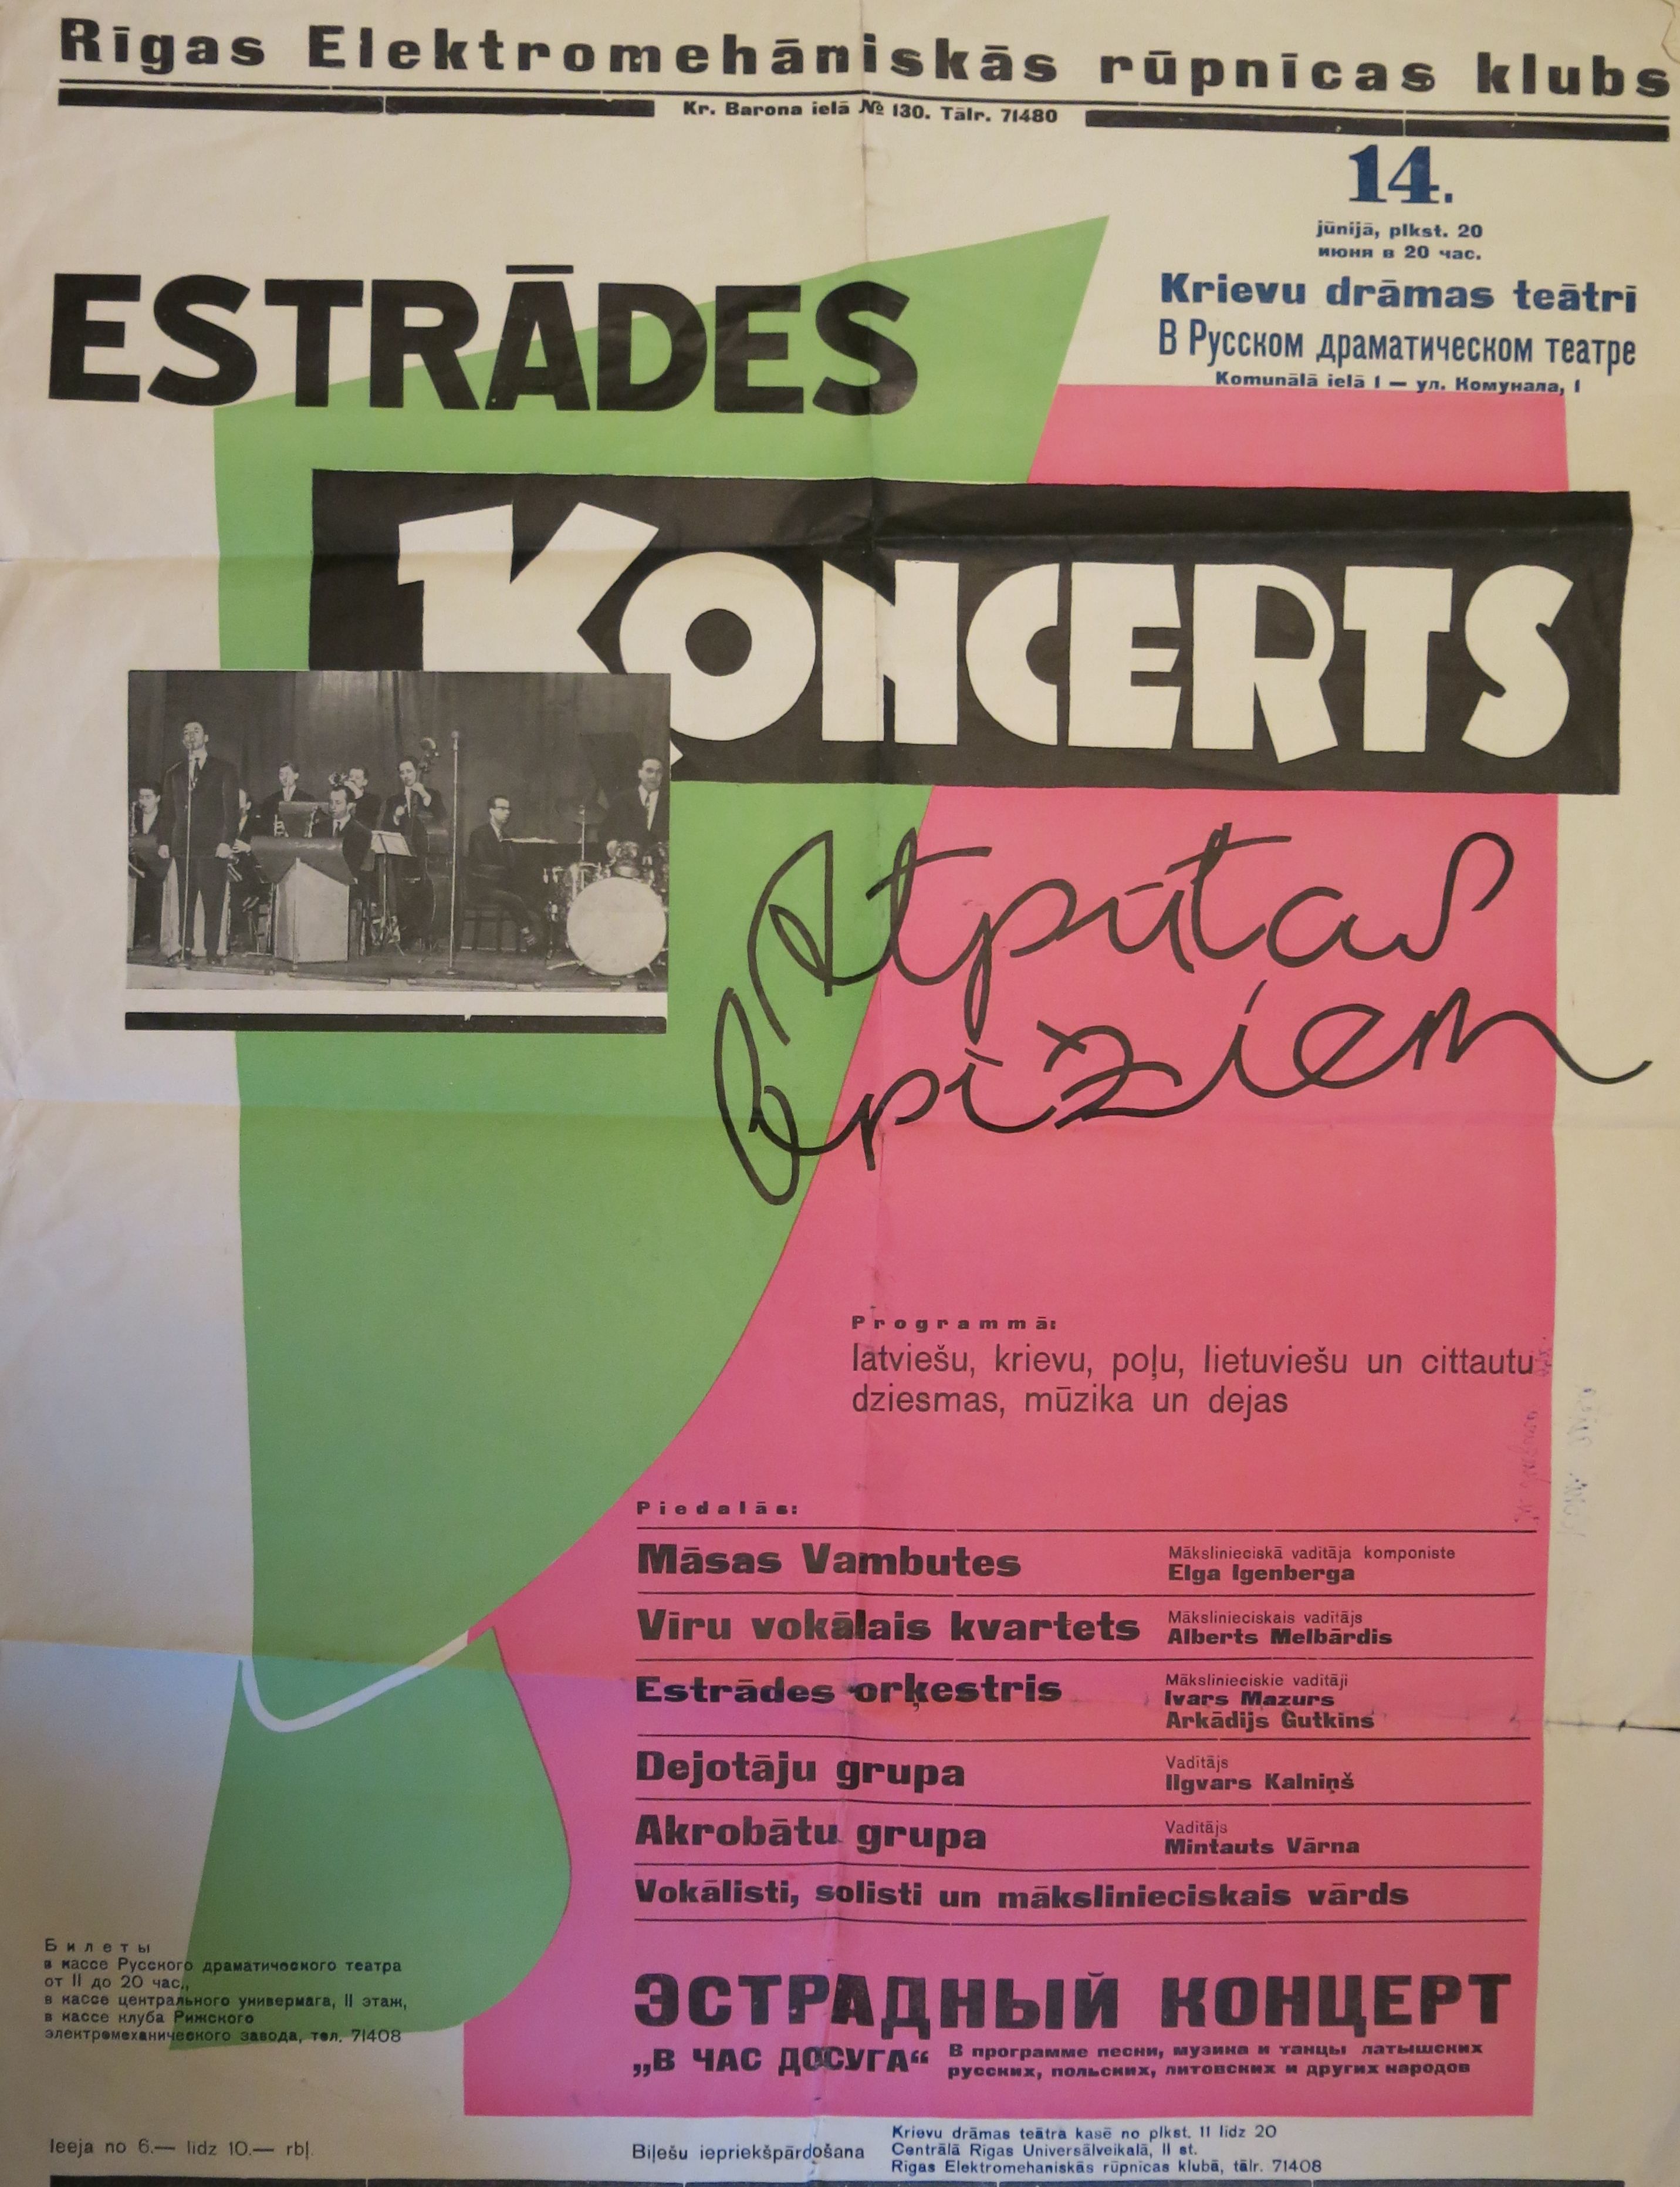 Rīgas Elektromehāniskās rūpnīcas klubs
Kr. Barona ielā № 130. Tālr. 71480
14.
jūnijā, plkst. 20
июня в 20 час.
Krievu drāmas teātrī
В Русском драматическом театре
Komunālā ielā 1 — ул. Комунала, 1
ESTRĀDES
KONCERTS
Atpūtas
brīžiem
Programmā:
latviešu, krievu, poļu, lietuviešu un cittautu
dziesmas, mūzika un dejas
Piedalās:
Māsas Vambutes
Mākslinieciskā vadītāja komponiste
Elga Igenberga
Vīru vokālais kvartets
Mākslinieciskais vadītājs
Alberts Melbārdis
Estrādes orķestris
Mākslinieciskie vadītāji
Ivars Mazurs
Arkādijs Gutkins
Dejotāju grupa
Vadītājs
Ilgvars Kalniņš
Akrobātu grupa
Vadītājs
Mintauts Vārna
Vokālisti, solisti un mākslinieciskais vārds
Билеты
в кассе Русского драматического театра
от II до 20 час.,
в кассе центрального универмага, II этаж,
в кассе клуба Рижского
электромеханического завода, тел. 71408
ЭСТРАДНЫЙ КОНЦЕРТ
„В ЧАС ДОСУГА“
В программе песни, музика и танцы латышских
русских, польских, литовских и других народов
Ieeja no 6.— līdz 10.— rbļ.
Biļešu iepriekšpārdošana
Krievu drāmas teātra kasē no plkst. 11 līdz 20
Centrālā Rīgas Universālveikalā, II st.
Rīgas Elektromehaniskās rūpnīcas klubā, tālr. 71408